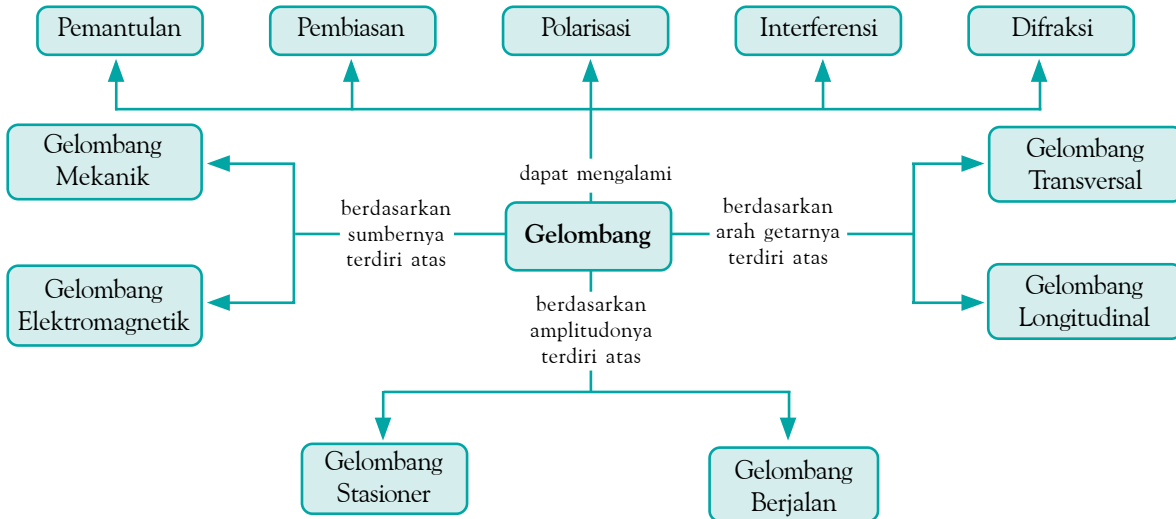 Pemantulan
Pembiasan
Polarisasi
Interferensi
Difraksi
Gelombang
Mekanik
Gelombang
Transversal
dapat mengalami
berdasarkan
sumbernya
terdiri atas
Gelombang
berdasarkan
arah getarnya
terdiri atas
Gelombang
Elektromagnetik
Gelombang
Longitudinal
berdasarkan
amplitudonya
terdiri atas
Gelombang
Stasioner
Gelombang
Berjalan